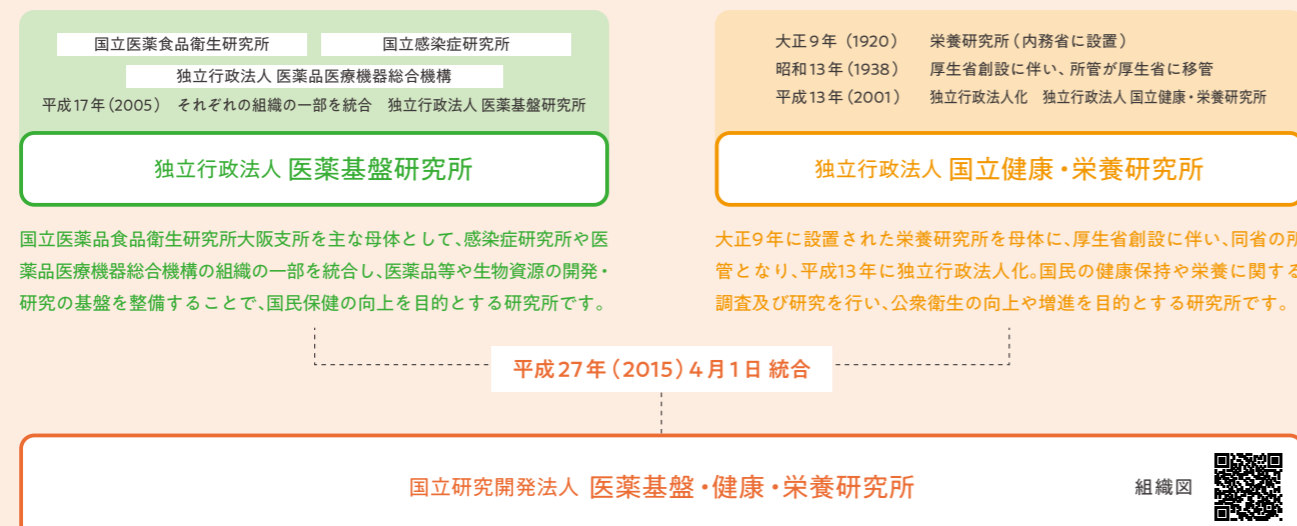 国立医薬食品衛生研究所
国立感染症研究所
独立行政法人 医薬品医療機器総合機構
平成17年（2005） それぞれの組織の一部を統合 独立行政法人 医薬基盤研究所
独立行政法人 医薬基盤研究所
国立医薬品食品衛生研究所大阪支所を主な母体として、感染症研究所や医
薬品医療機器総合機構の組織の一部を統合し、医薬品等や生物資源の開発・
研究の基盤を整備することで、国民保健の向上を目的とする研究所です。
大正9年（1920） 栄養研究所（内務省に設置）
昭和13年（1938） 厚生省創設に伴い、所管が厚生省に移管
平成13年（2001） 独立行政法人化 独立行政法人 国立健康・栄養研究所
独立行政法人 国立健康・栄養研究所
大正9年に設置された栄養研究所を母体に、厚生省創設に伴い、同省の所
管となり、平成13年に独立行政法人化。国民の健康保持や栄養に関する
調査及び研究を行い、公衆衛生の向上や増進を目的とする研究所です。
平成27年（2015）4月1日 統合
国立研究開発法人 医薬基盤・健康・栄養研究所
組織図